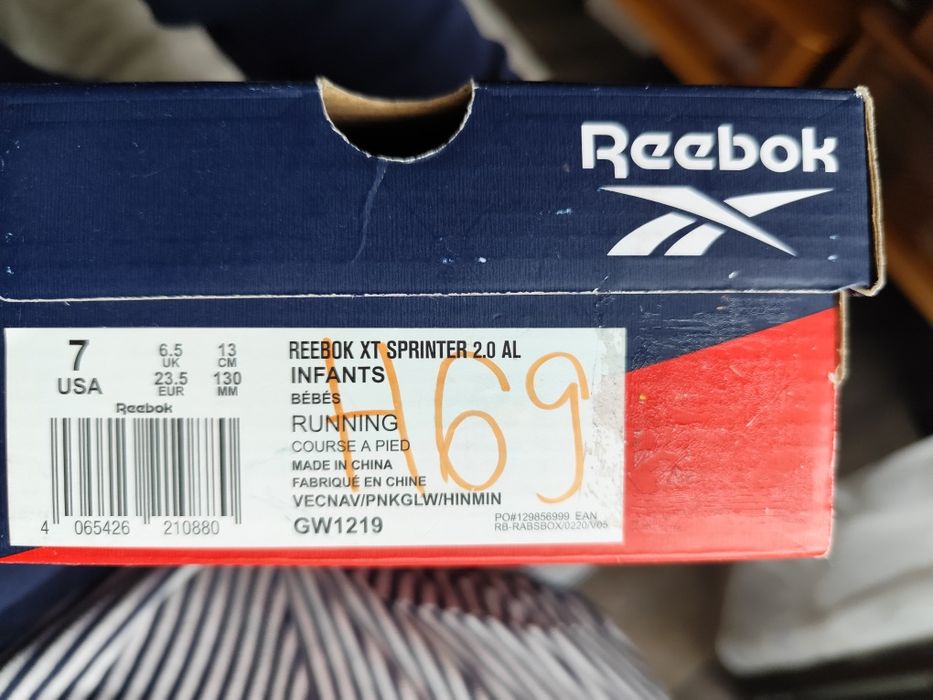 Reebok
7
USA
6.5
UK
23.5
EUR
13
CM
130
MM
Reebok
4 065426 210880
REEBOK XT SPRINTER 2.0 AL
INFANTS
BÉBÉS
RUNNING
COURSE A PIED
MADE IN CHINA
FABRIQUÉ EN CHINE
VECNAV/PNKGLW/HINMIN
GW1219
PO#129856999 EAN
RB-RABSBOX/0220/V05
H69